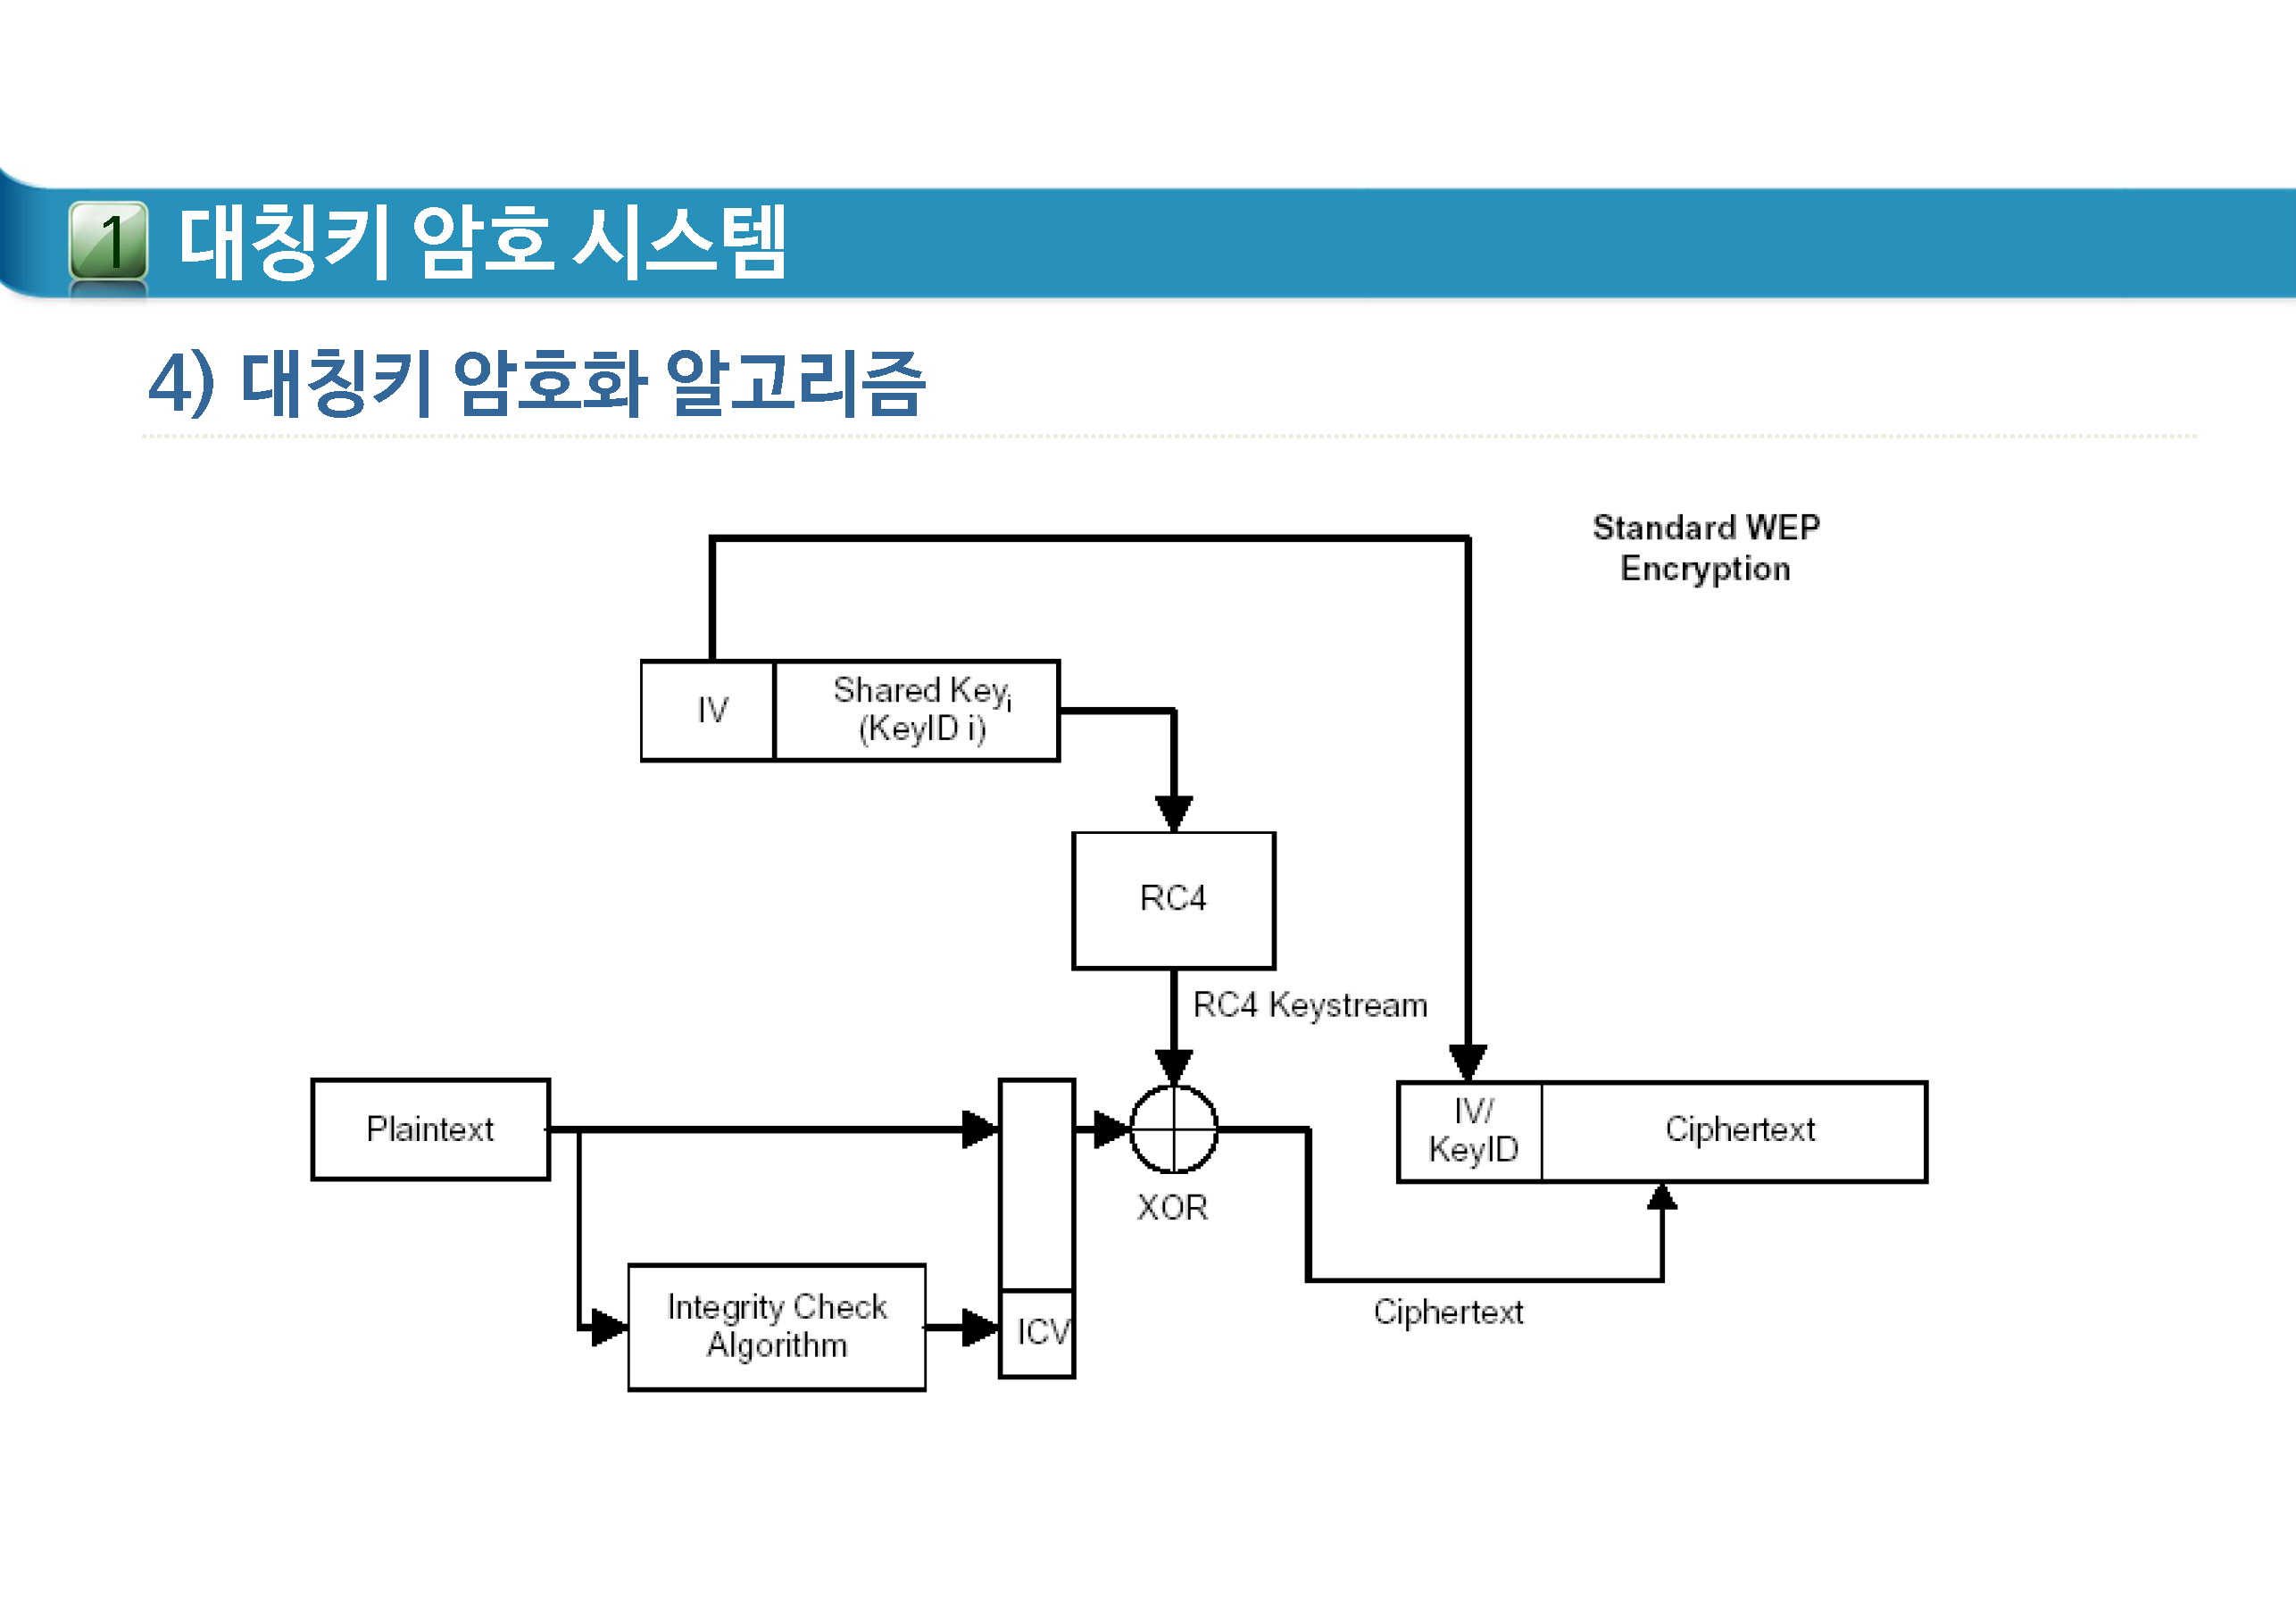 1 대칭키 암호 시스템
4) 대칭키 암호화 알고리즘
Standard WEP
Encryption
IV
Shared Keyi
(KeyID i)
RC4
RC4 Keystream
Plaintext
XOR
IV/
KeyID
Ciphertext
Integrity Check
Algorithm
ICV
Ciphertext